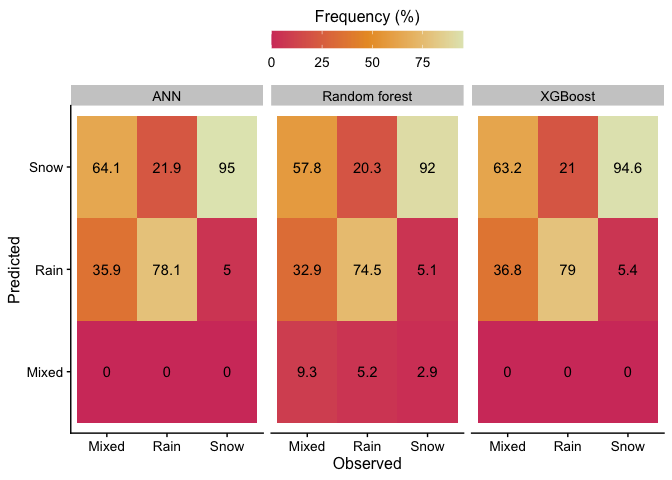 Frequency (%)
0 25 50 75
ANN Random forest XGBoost
Snow 64.1 21.9 95 57.8 20.3 92 63.2 21 94.6
Rain 35.9 78.1 5 32.9 74.5 5.1 36.8 79 5.4
Mixed 0 0 0 9.3 5.2 2.9 0 0 0
Predicted
Mixed Rain Snow Mixed Rain Snow Mixed Rain Snow
Observed